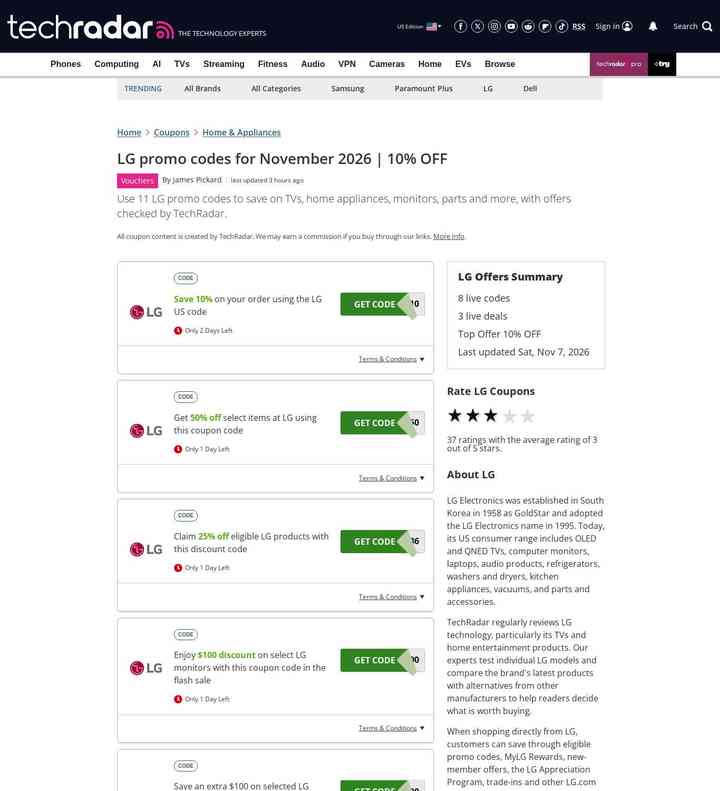 techradar THE TECHNOLOGY EXPERTS
US Edition RSS Sign in Search
Phones Computing AI TVs Streaming Fitness Audio VPN Cameras Home EVs Browse techradar pro
TRENDING All Brands All Categories Samsung Paramount Plus LG Dell
Home > Coupons > Home & Appliances
LG promo codes for November 2026 | 10% OFF
Vouchers By James Pickard last updated 3 hours ago
Use 11 LG promo codes to save on TVs, home appliances, monitors, parts and more, with offers
checked by TechRadar.
All coupon content is created by TechRadar. We may earn a commission if you buy through our links. More Info.
CODE
LG
Save 10% on your order using the LG
US code
GET CODE
Only 2 Days Left
Terms & Conditions
CODE
LG
Get 50% off select items at LG using
this coupon code
GET CODE
Only 1 Day Left
Terms & Conditions
CODE
LG
Claim 25% off eligible LG products with
this discount code
GET CODE
Only 1 Day Left
Terms & Conditions
CODE
LG
Enjoy $100 discount on select LG
monitors with this coupon code in the
flash sale
GET CODE
Only 1 Day Left
Terms & Conditions
CODE
Save an extra $100 on selected LG
GET CODE
LG Offers Summary
8 live codes
3 live deals
Top Offer 10% OFF
Last updated Sat, Nov 7, 2026
Rate LG Coupons
37 ratings with the average rating of 3
out of 5 stars.
About LG
LG Electronics was established in South
Korea in 1958 as GoldStar and adopted
the LG Electronics name in 1995. Today,
its US consumer range includes OLED
and QNED TVs, computer monitors,
laptops, audio products, refrigerators,
washers and dryers, kitchen
appliances, vacuums, and parts and
accessories.
TechRadar regularly reviews LG
technology, particularly its TVs and
home entertainment products. Our
experts test individual LG models and
compare the brand's latest products
with alternatives from other
manufacturers to help readers decide
what is worth buying.
When shopping directly from LG,
customers can save through eligible
promo codes, MyLG Rewards, new-
member offers, the LG Appreciation
Program, trade-ins and other LG.com